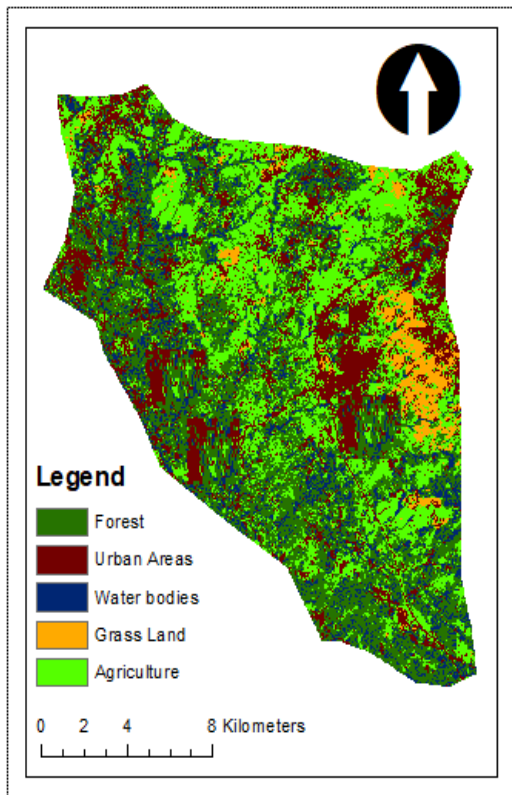 Legend
Forest
Urban Areas
Water bodies
Grass Land
Agriculture
0 2 4 8 Kilometers